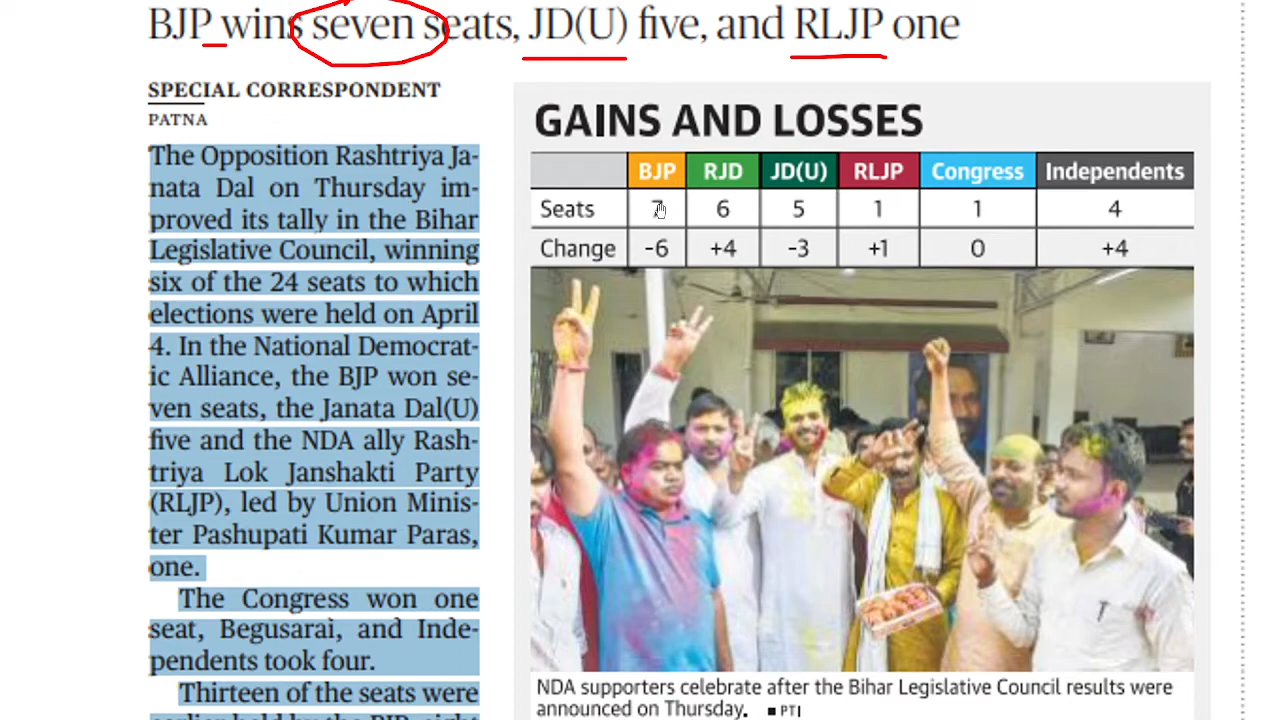 BJP wins seven seats, JD(U) five, and RLJP one
SPECIAL CORRESPONDENT
PATNA
The Opposition Rashtriya Ja-
nata Dal on Thursday im-
proved its tally in the Bihar
Legislative Council, winning
six of the 24 seats to which
elections were held on April
4. In the National Democrat-
ic Alliance, the BJP won se-
ven seats, the Janata Dal(U)
five and the NDA ally Rash-
triya Lok Janshakti Party
(RLJP), led by Union Minis-
ter Pashupati Kumar Paras,
one.
The Congress won one
seat, Begusarai, and Inde-
pendents took four.
Thirteen of the seats were
GAINS AND LOSSES
BJP RJD JD(U) RLJP Congress Independents
Seats 7 6 5 1 1 4
Change -6 +4 -3 +1 0 +4
NDA supporters celebrate after the Bihar Legislative Council results were
announced on Thursday. ■ PTI